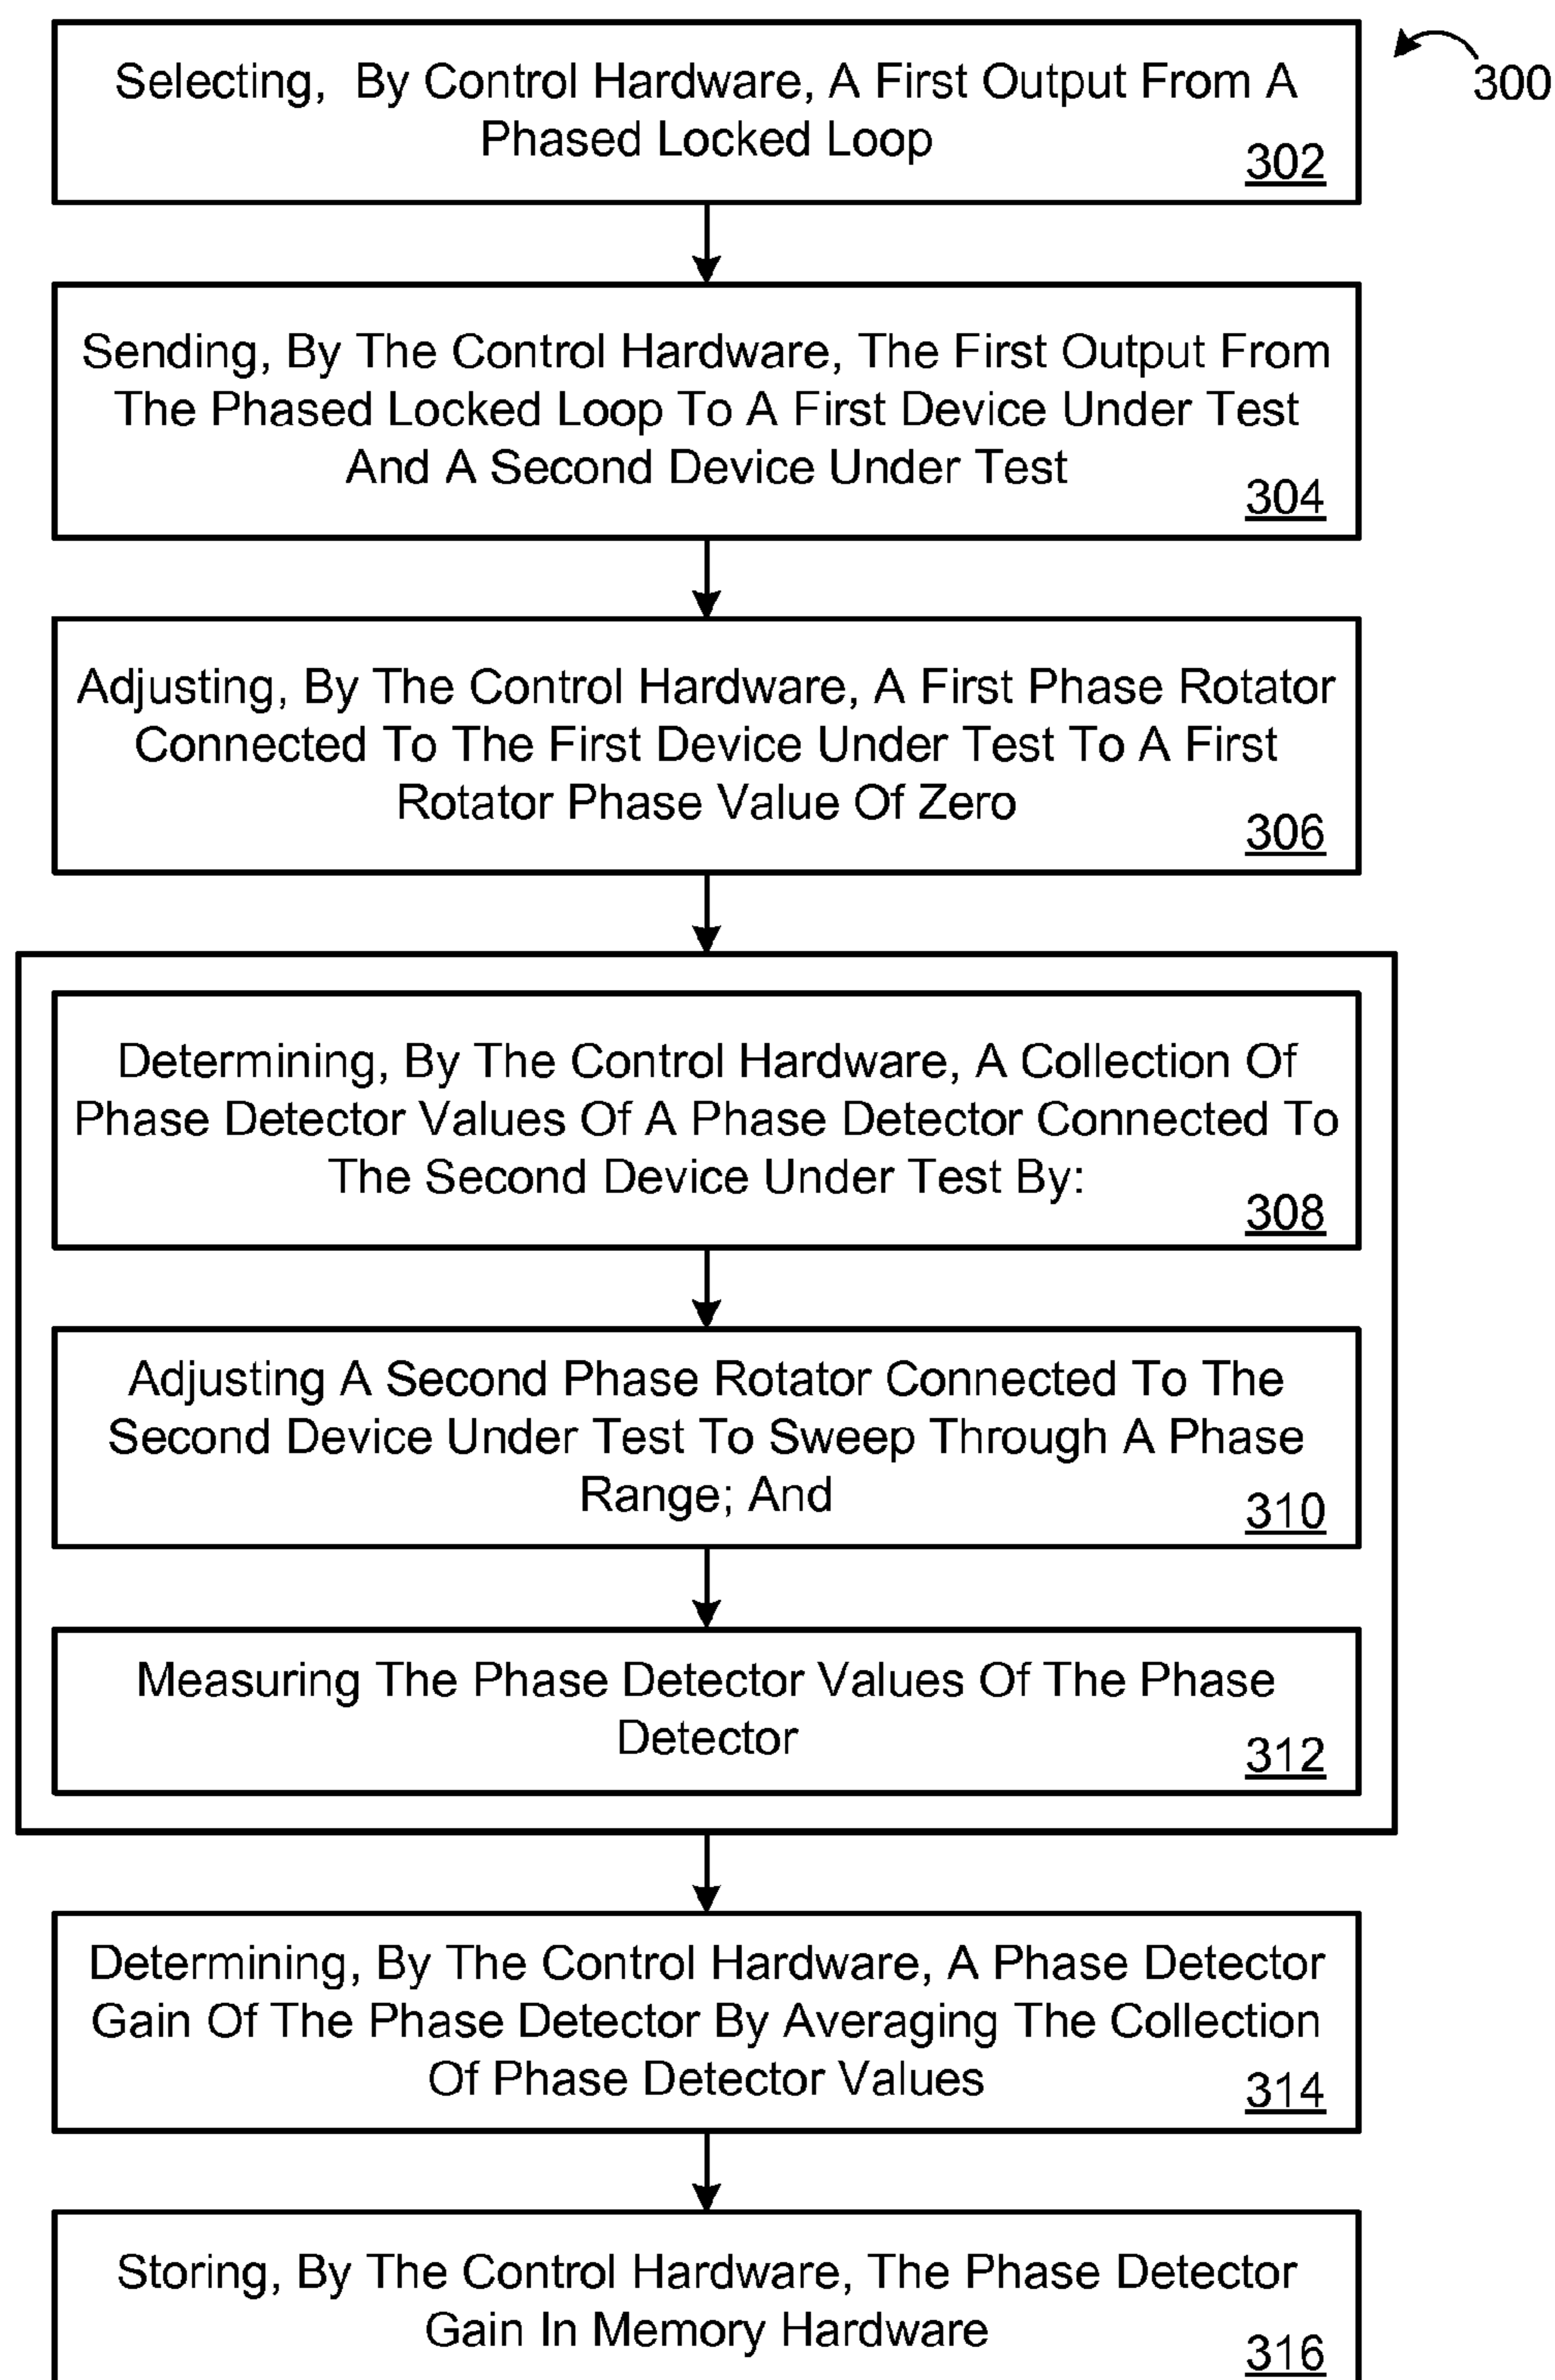 Selecting, By Control Hardware, A First Output From A
Phased Locked Loop
302
300
Sending, By The Control Hardware, The First Output From
The Phased Locked Loop To A First Device Under Test
And A Second Device Under Test
304
Adjusting, By The Control Hardware, A First Phase Rotator
Connected To The First Device Under Test To A First
Rotator Phase Value Of Zero
306
Determining, By The Control Hardware, A Collection Of
Phase Detector Values Of A Phase Detector Connected To
The Second Device Under Test By:
308
Adjusting A Second Phase Rotator Connected To The
Second Device Under Test To Sweep Through A Phase
Range; And
310
Measuring The Phase Detector Values Of The Phase
Detector
312
Determining, By The Control Hardware, A Phase Detector
Gain Of The Phase Detector By Averaging The Collection
Of Phase Detector Values
314
Storing, By The Control Hardware, The Phase Detector
Gain In Memory Hardware
316